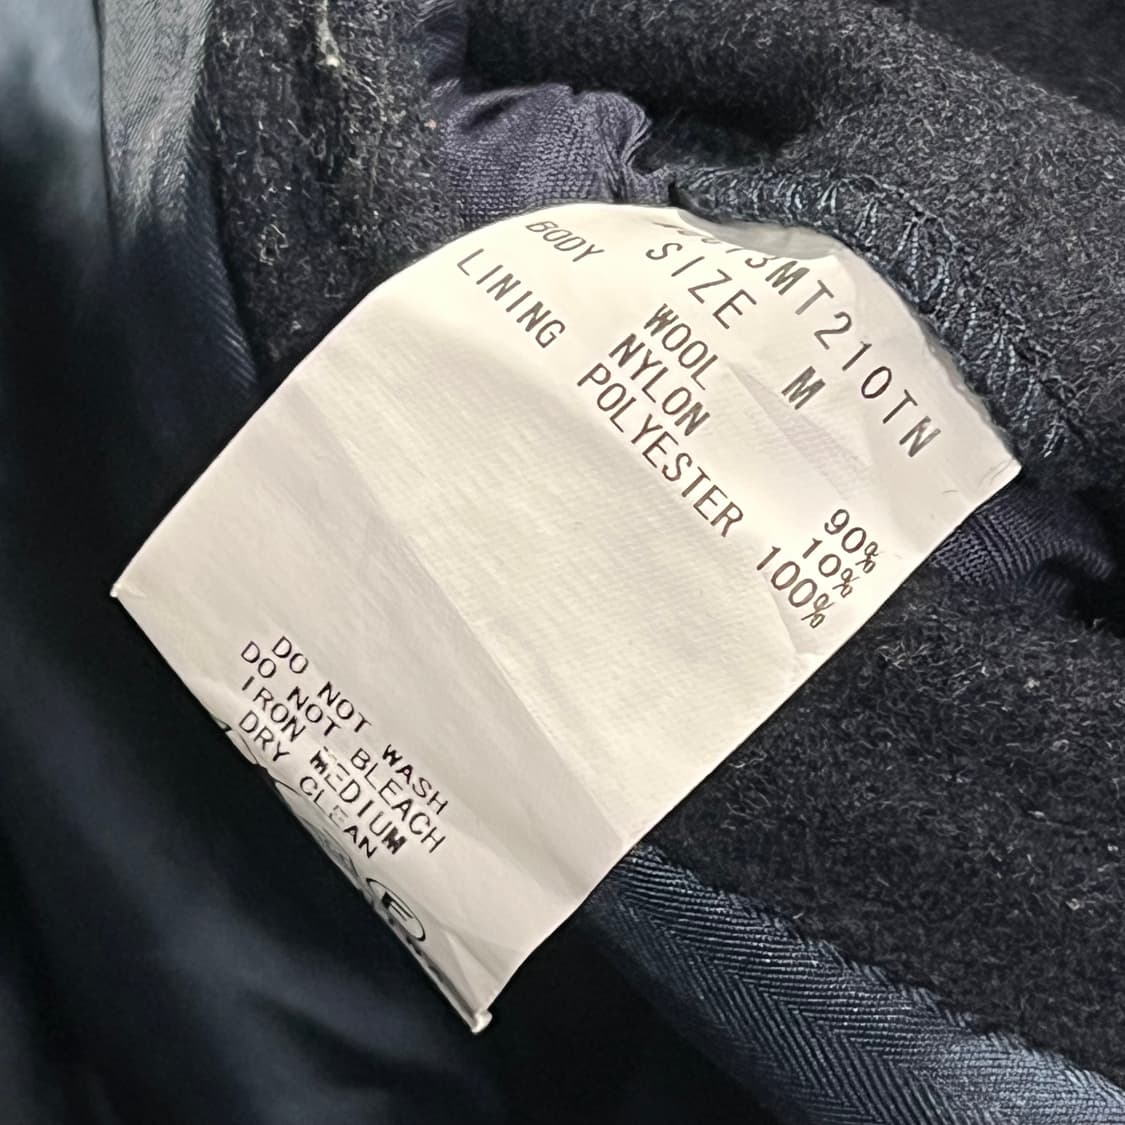 SIZE M
BODY WOOL 90%
NYLON 10%
LINING POLYESTER 100%
DO NOT WASH
DO NOT BLEACH
IRON MEDIUM
DRY CLEAN
F